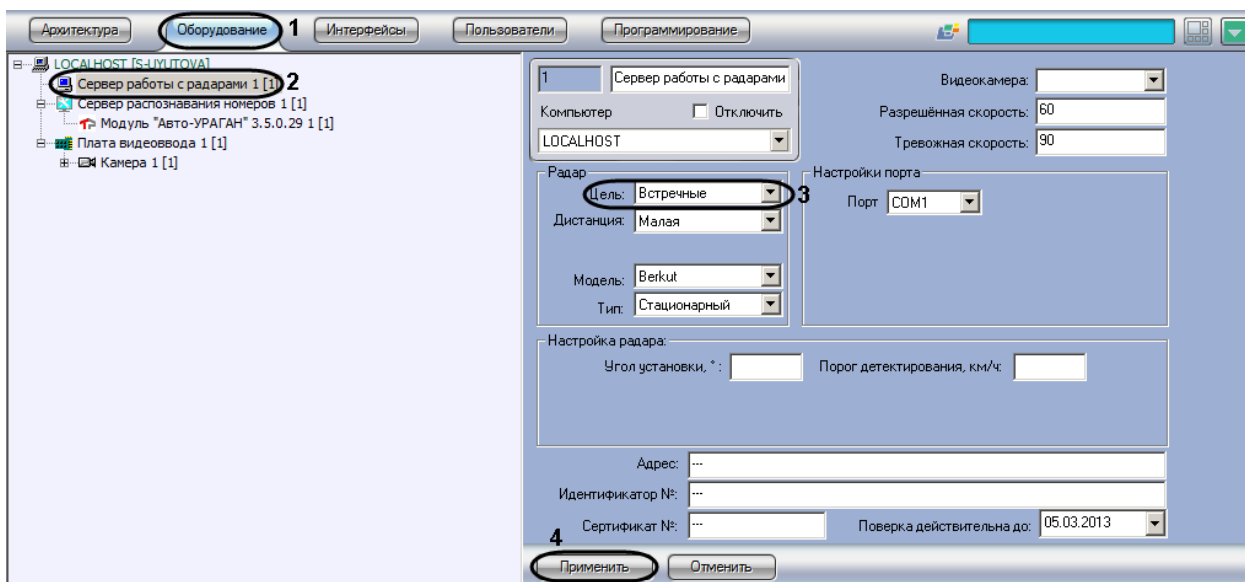 Архитектура Оборудование 1 Интерфейсы Пользователи Программирование
LOCALHOST [S-UYUTOVA]
Сервер работы с радарами 1 [1] 2
Сервер распознавания номеров 1 [1]
Модуль "Авто-УРАГАН" 3.5.0.29 1 [1]
Плата видеоввода 1 [1]
Камера 1 [1]
1 Сервер работы с радарами
Компьютер Отключить
LOCALHOST
Видеокамера:
Разрешённая скорость: 60
Тревожная скорость: 90
Радар
Цель: Встречные 3
Дистанция: Малая
Модель: Berkut
Тип: Стационарный
Настройки порта
Порт COM1
Настройка радара:
Угол установки, ° : Порог детектирования, км/ч:
Адрес: ---
Идентификатор №: ---
Сертификат №: --- Поверка действительна до: 05.03.2013
4
Применить Отменить